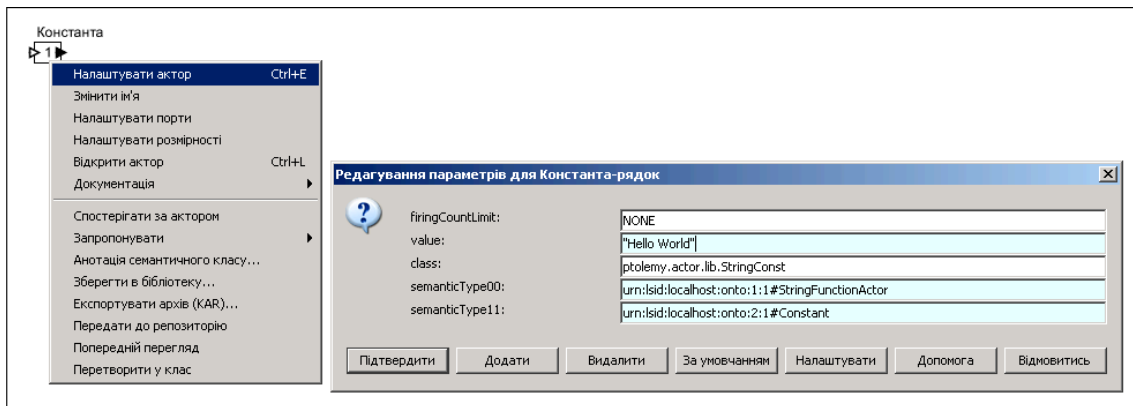 Константа
1
Налаштувати актор Ctrl+E
Змінити ім'я
Налаштувати порти
Налаштувати розмірності
Відкрити актор Ctrl+L
Документація
Спостерігати за актором
Запропонувати
Анотація семантичного класу...
Зберегти в бібліотеку...
Експортувати архів (KAR)...
Передати до репозиторію
Попередній перегляд
Перетворити у клас
Редагування параметрів для Константа-рядок
?
firingCountLimit: NONE
value: "Hello World"
class: ptolemy.actor.lib.StringConst
semanticType00: urn:lsid:localhost:onto:1:1#StringFunctionActor
semanticType11: urn:lsid:localhost:onto:2:1#Constant
Підтвердити Додати Видалити За умовчанням Налаштувати Допомога Відмовитись